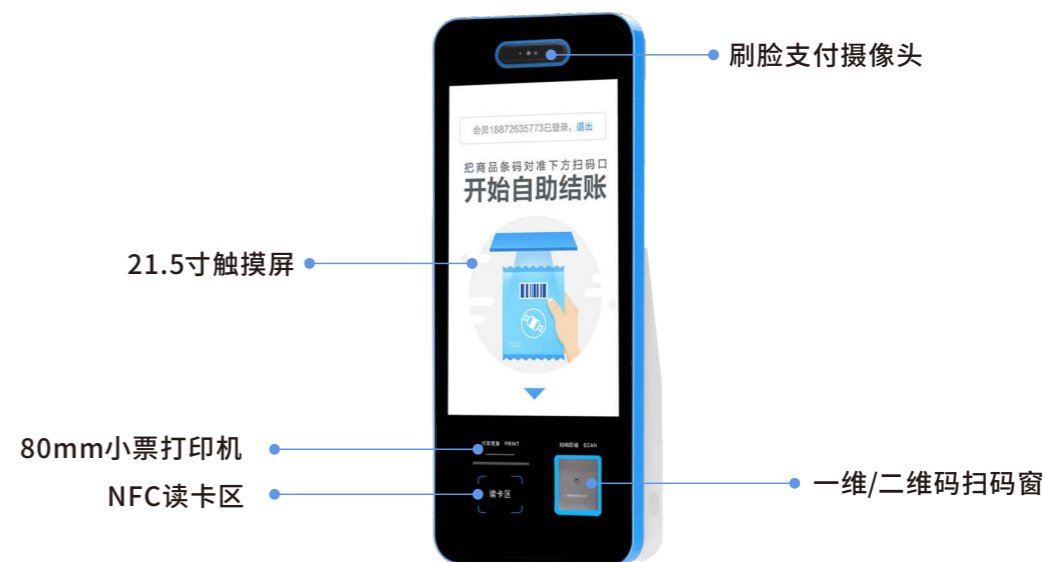 刷脸支付摄像头
会员18872635773已登录。退出
把商品条码对准下方扫码口
开始自助结账
21.5寸触摸屏
80mm小票打印机
PRINT
扫码区域 SCAN
NFC读卡区
读卡区
一维/二维码扫码窗